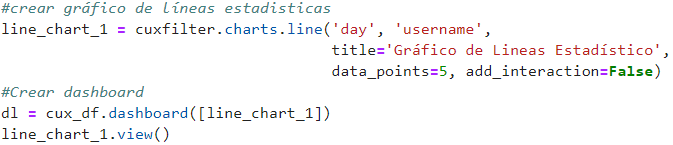 #crear gráfico de líneas estadisticas
line_chart_1 = cuxfilter.charts.line('day', 'username',
title='Gráfico de Lineas Estadístico',
data_points=5, add_interaction=False)
#Crear dashboard
dl = cux_df.dashboard([line_chart_1])
line_chart_1.view()